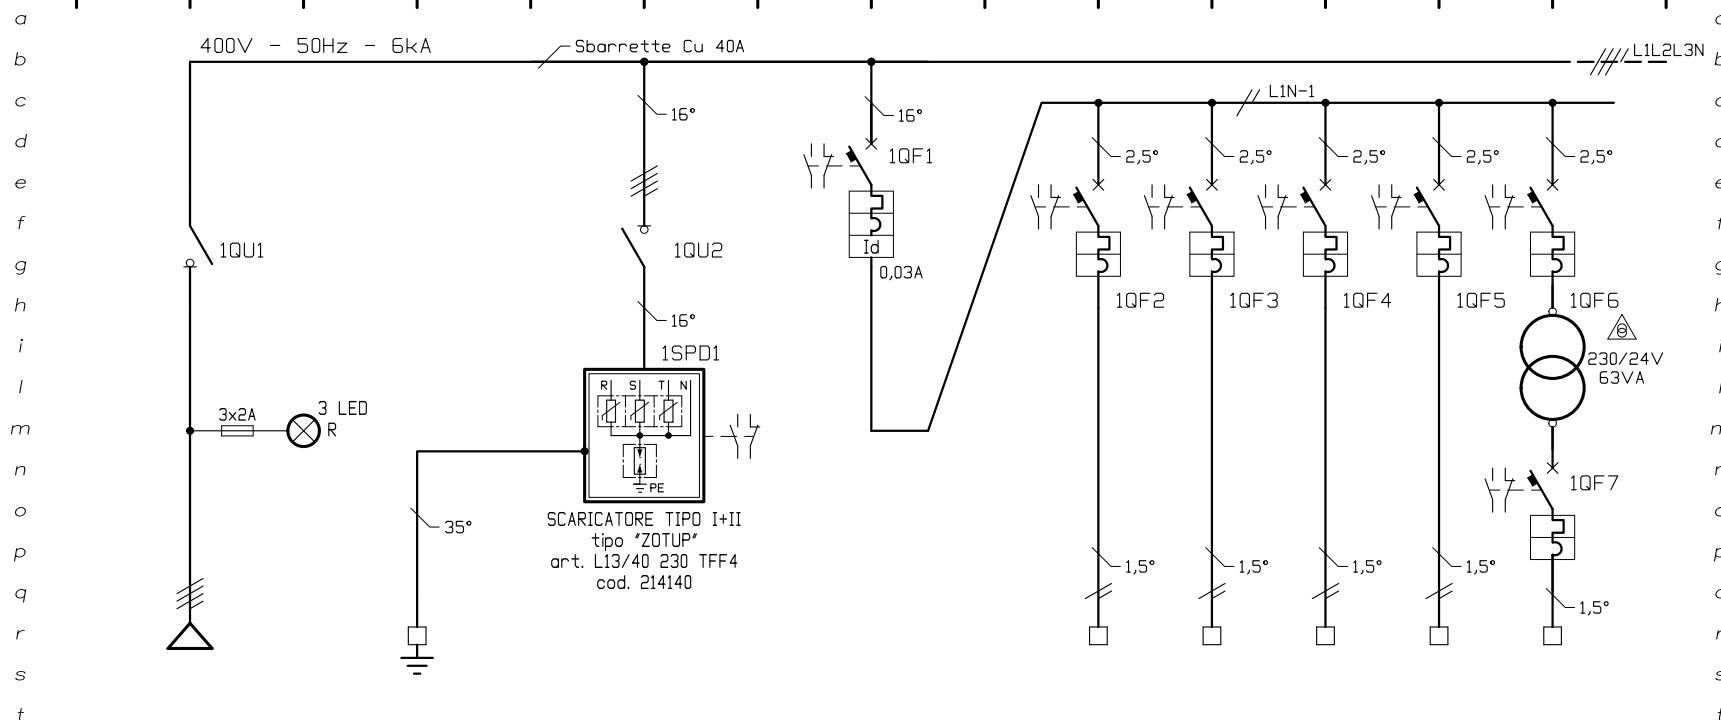 a
b
c
d
e
f
g
h
i
l
m
n
o
p
q
r
s
t
400V - 50Hz - 6kA
Sbarrette Cu 40A
L1L2L3N
L1N-1
16°
16°
2,5°
2,5°
2,5°
2,5°
2,5°
1QF1
Id
0,03A
1QU1
1QU2
16°
1QF2
1QF3
1QF4
1QF5
1QF6
230/24V
63VA
1SPD1
R S T N
PE
3x2A
3 LED
R
35°
SCARICATORE TIPO I+II
tipo "ZOTUP"
art. L13/40 230 TFF4
cod. 214140
1QF7
1,5°
1,5°
1,5°
1,5°
1,5°